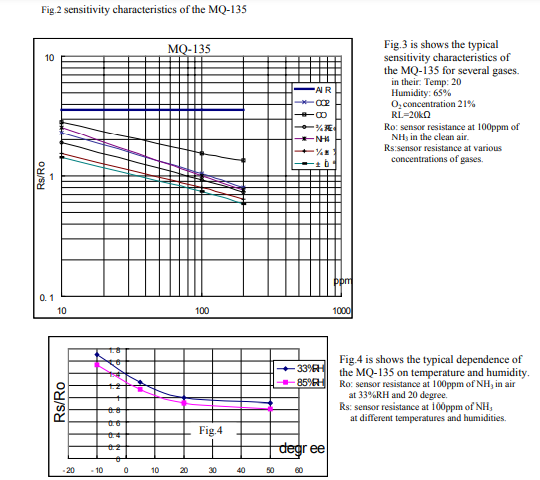 Fig.2 sensitivity characteristics of the MQ-135
MQ-135
10
1
0.1
Rs/Ro
10
100
1000
ppm
AIR
CO2
CO
NH4
Fig.3 is shows the typical
sensitivity characteristics of
the MQ-135 for several gases.
in their: Temp: 20
Humidity: 65%
O₂ concentration 21%
RL=20kΩ
Ro: sensor resistance at 100ppm of
NH₃ in the clean air.
Rs:sensor resistance at various
concentrations of gases.
1.8
1.6
1.4
1.2
1
0.8
0.6
0.4
0.2
0
Rs/Ro
33%RH
85%RH
Fig.4
degree
-20
-10
0
10
20
30
40
50
60
Fig.4 is shows the typical dependence of
the MQ-135 on temperature and humidity.
Ro: sensor resistance at 100ppm of NH₃ in air
at 33%RH and 20 degree.
Rs: sensor resistance at 100ppm of NH₃
at different temperatures and humidities.